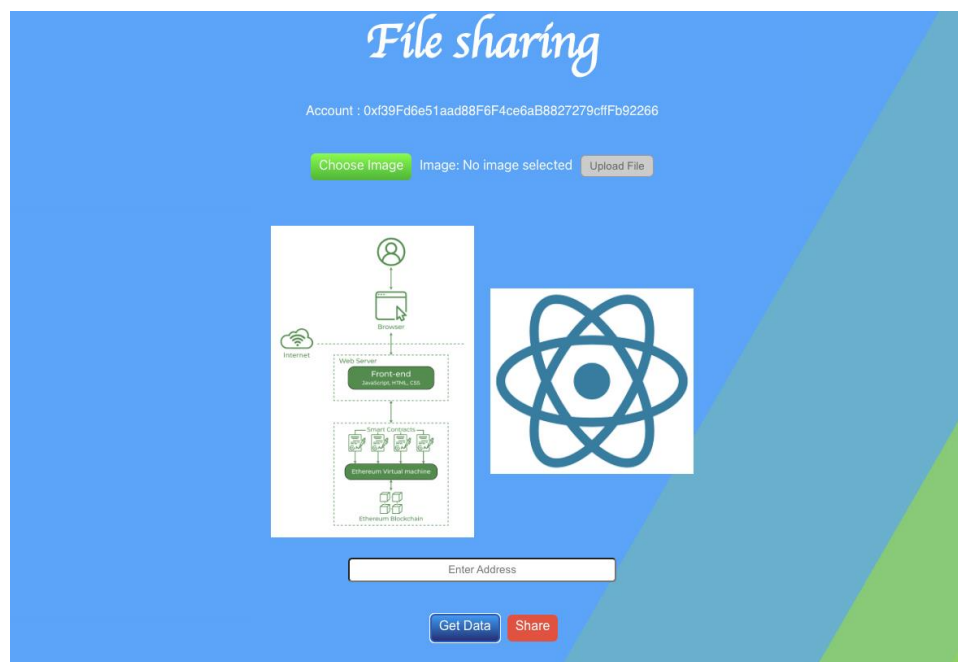 File sharing
Account : 0xf39Fd6e51aad88F6F4ce6aB8827279cffFb92266
Choose Image Image: No image selected Upload File
Browser
Internet
Web Server
Front-end
JavaScript, HTML, CSS
Smart Contracts
Ethereum Virtual machine
Ethereum Blockchain
Enter Address
Get Data Share